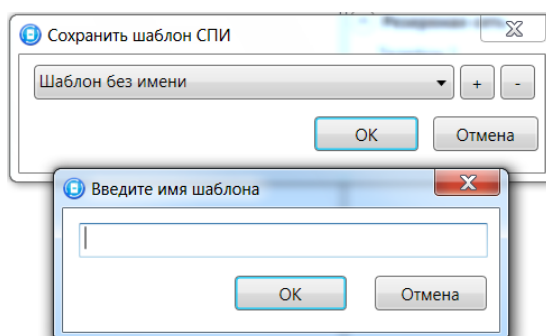 Сохранить шаблон СПИ
Шаблон без имени
+ -
OK Отмена
Введите имя шаблона
OK Отмена